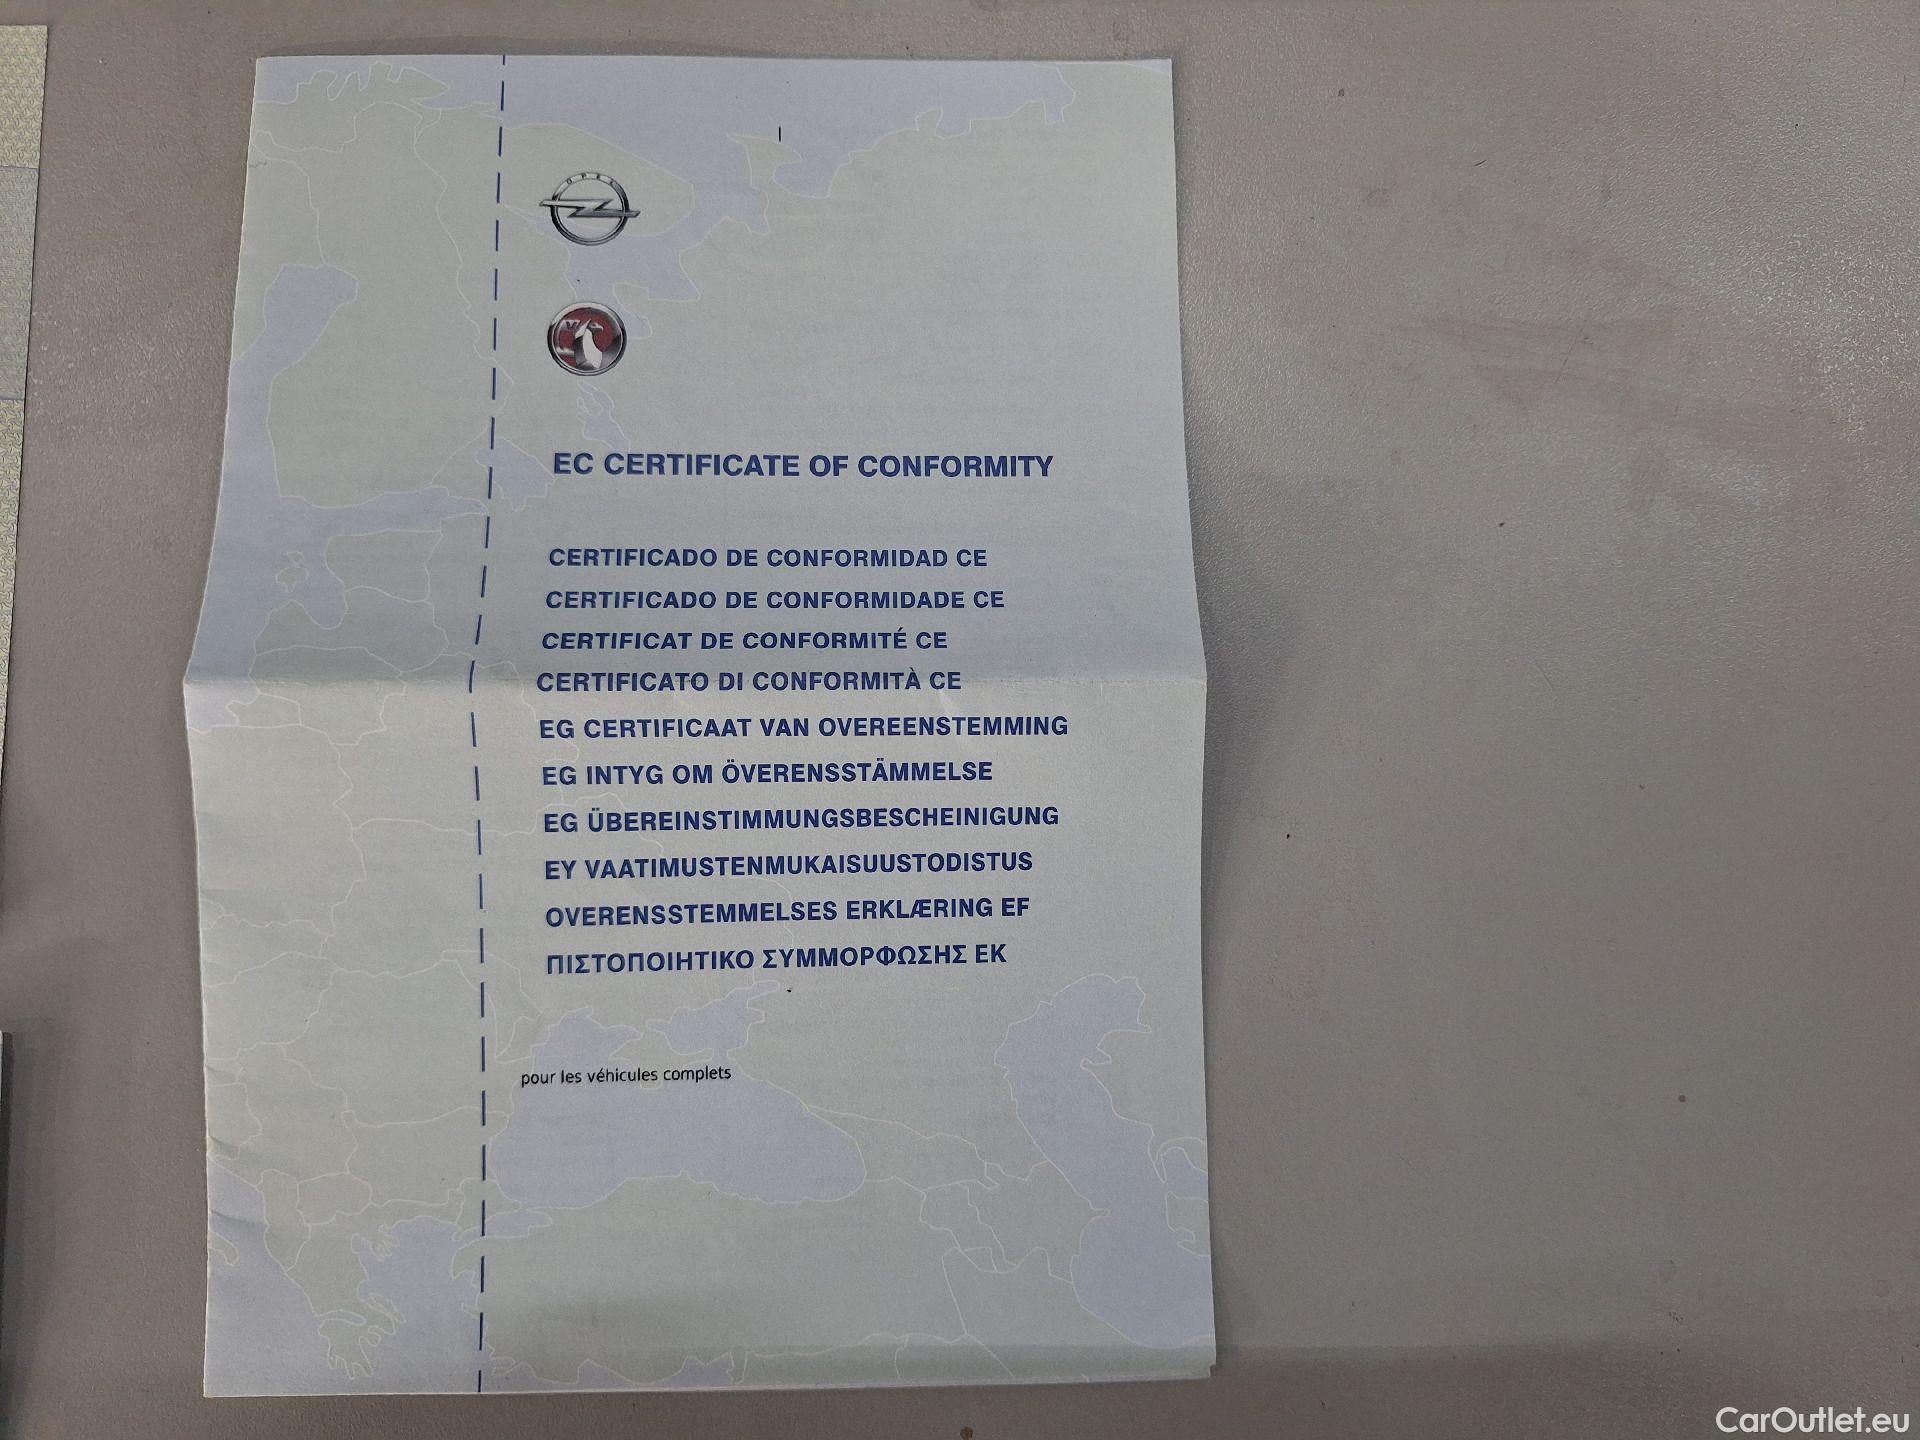 OPEL
EC CERTIFICATE OF CONFORMITY
CERTIFICADO DE CONFORMIDAD CE
CERTIFICADO DE CONFORMIDADE CE
CERTIFICAT DE CONFORMITÉ CE
CERTIFICATO DI CONFORMITÀ CE
EG CERTIFICAAT VAN OVEREENSTEMMING
EG INTYG OM ÖVERENSSTÄMMELSE
EG ÜBEREINSTIMMUNGSBESCHEINIGUNG
EY VAATIMUSTENMUKAISUUSTODISTUS
OVERENSSTEMMELSES ERKLÆRING EF
ΠΙΣΤΟΠΟΙΗΤΙΚΟ ΣΥΜΜΟΡΦΩΣΗΣ ΕΚ
pour les véhicules complets
CarOutlet.eu